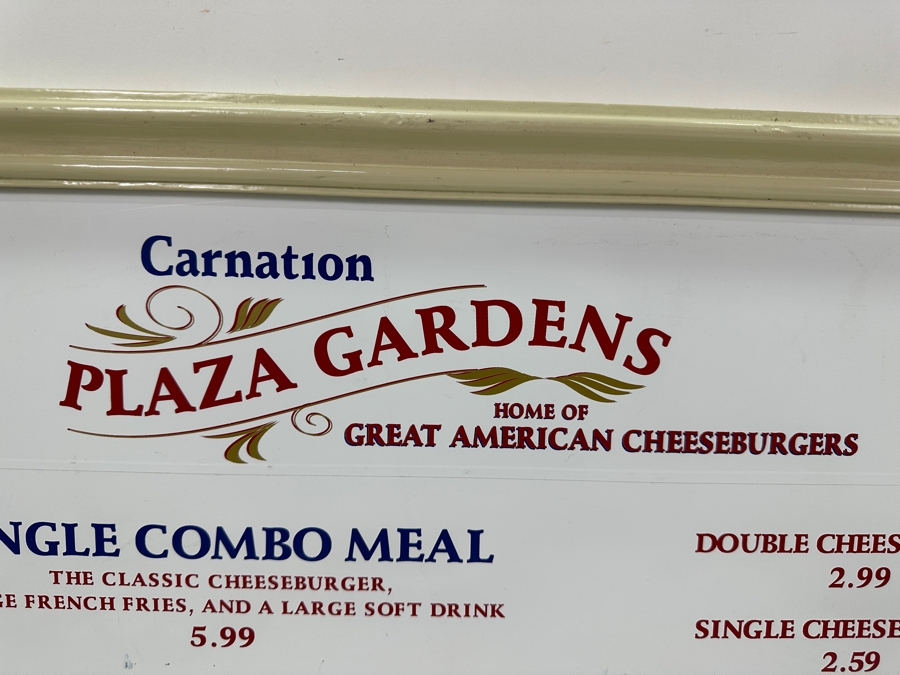 Carnation
PLAZA GARDENS
HOME OF
GREAT AMERICAN CHEESEBURGERS
NGLE COMBO MEAL
THE CLASSIC CHEESEBURGER,
GE FRENCH FRIES, AND A LARGE SOFT DRINK
5.99
DOUBLE CHEES
2.99
SINGLE CHEESE
2.59